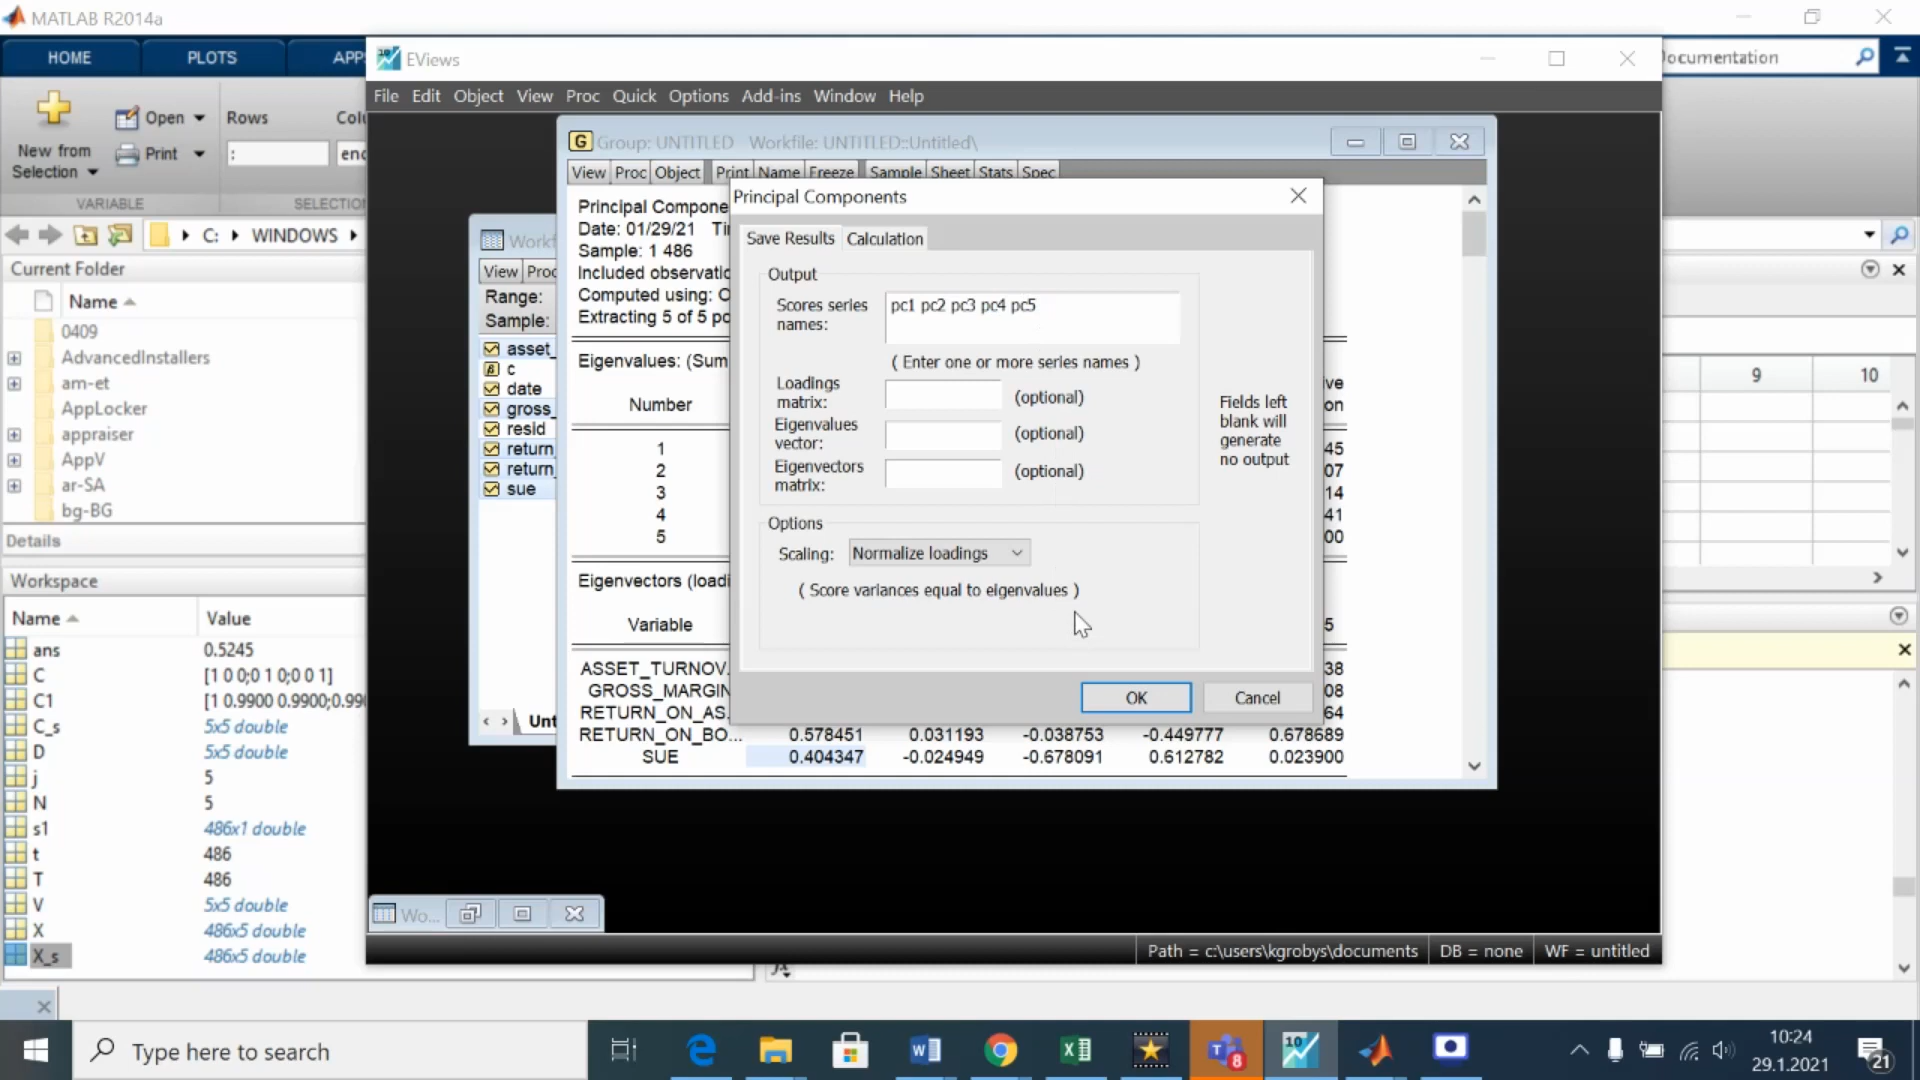 MATLAB R2014a
HOME
PLOTS
APP
ocumentation
New from
Selection
Open
Print
Rows
Colu
:
enc
VARIABLE
SELECTION
C:
WINDOWS
Current Folder
Name
0409
AdvancedInstallers
am-et
AppLocker
appraiser
AppV
ar-SA
bg-BG
Details
Workspace
Name Value
ans 0.5245
C [1 0 0;0 1 0;0 0 1]
C1 [1 0.9900 0.9900;0.990
C_s 5x5 double
D 5x5 double
j 5
N 5
s1 486x1 double
t 486
T 486
V 5x5 double
X 486x5 double
X_s 486x5 double
9 10
EViews
File Edit Object View Proc Quick Options Add-ins Window Help
Workf
View Proc
Range:
Sample:
asset_
c
date
gross_
resid
return_
return_
sue
Unt
G Group: UNTITLED Workfile: UNTITLED::Untitled\
View Proc Object Print Name Freeze Sample Sheet Stats Spec
Principal Compone
Date: 01/29/21 Ti
Sample: 1 486
Included observatio
Computed using: O
Extracting 5 of 5 po
Eigenvalues: (Sum
ve
Number
on
1 45
2 07
3 14
4 41
5 00
Eigenvectors (loadi
Variable 5
ASSET_TURNOV... 38
GROSS_MARGIN 08
RETURN_ON_AS... 64
RETURN_ON_BO... 0.578451 0.031193 -0.038753 -0.449777 0.678689
SUE 0.404347 -0.024949 -0.678091 0.612782 0.023900
Principal Components
Save Results Calculation
Output
Scores series
names:
pc1 pc2 pc3 pc4 pc5
( Enter one or more series names )
Loadings
matrix:
(optional)
Eigenvalues
vector:
(optional)
Eigenvectors
matrix:
(optional)
Fields left
blank will
generate
no output
Options
Scaling: Normalize loadings
( Score variances equal to eigenvalues )
OK Cancel
Wo...
Path = c:\users\kgrobys\documents DB = none WF = untitled
Type here to search
10:24
29.1.2021
21
8
10